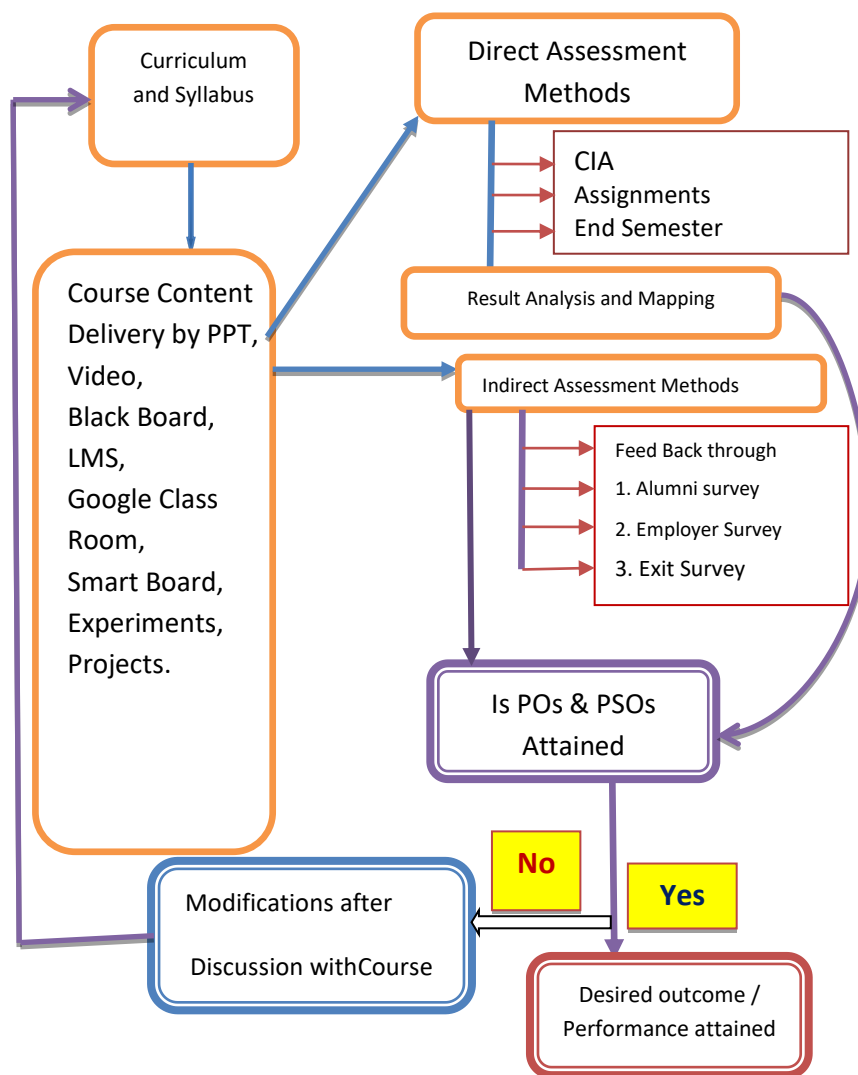 Curriculum
and Syllabus
Direct Assessment
Methods
CIA
Assignments
End Semester
Course Content
Delivery by PPT,
Video,
Black Board,
LMS,
Google Class
Room,
Smart Board,
Experiments,
Projects.
Result Analysis and Mapping
Indirect Assessment Methods
Feed Back through
1. Alumni survey
2. Employer Survey
3. Exit Survey
Is POs & PSOs
Attained
No
Yes
Modifications after
Discussion withCourse
Desired outcome /
Performance attained